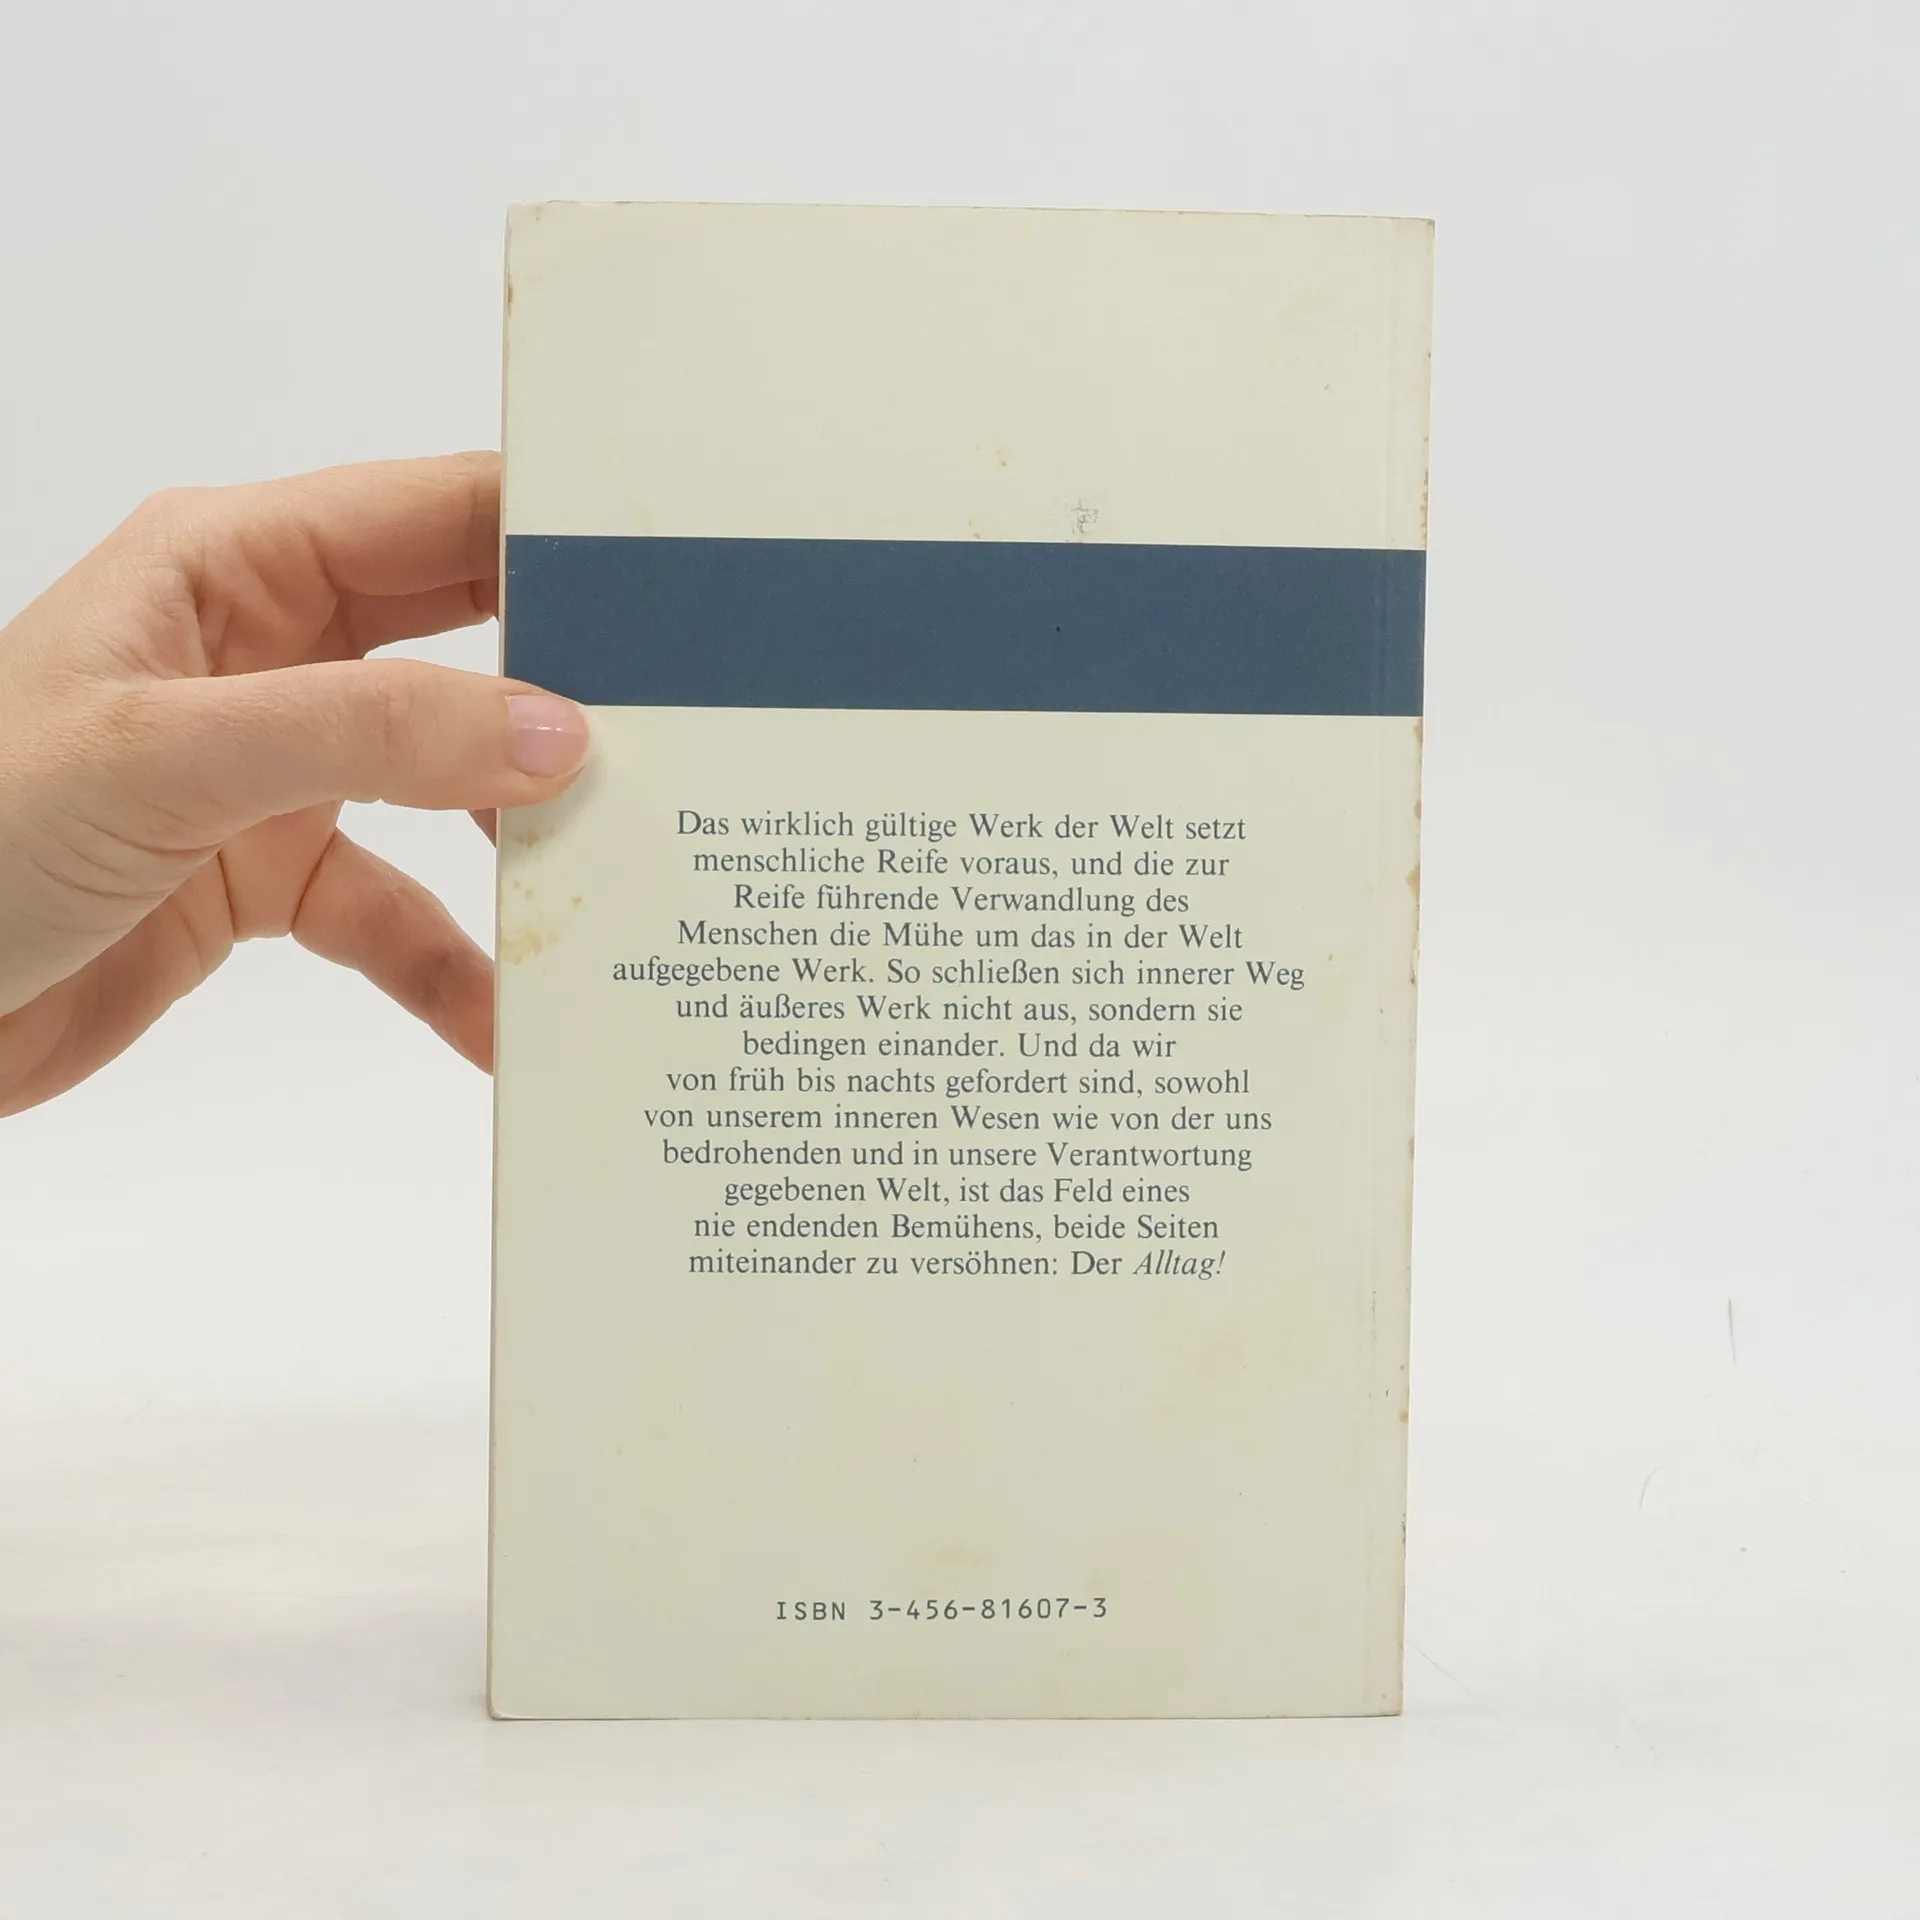 Das wirklich gültige Werk der Welt setzt
menschliche Reife voraus, und die zur
Reife führende Verwandlung des
Menschen die Mühe um das in der Welt
aufgegebene Werk. So schließen sich innerer Weg
und äußeres Werk nicht aus, sondern sie
bedingen einander. Und da wir
von früh bis nachts gefordert sind, sowohl
von unserem inneren Wesen wie von der uns
bedrohenden und in unsere Verantwortung
gegebenen Welt, ist das Feld eines
nie endenden Bemühens, beide Seiten
miteinander zu versöhnen: Der Alltag!
ISBN 3-456-81607-3